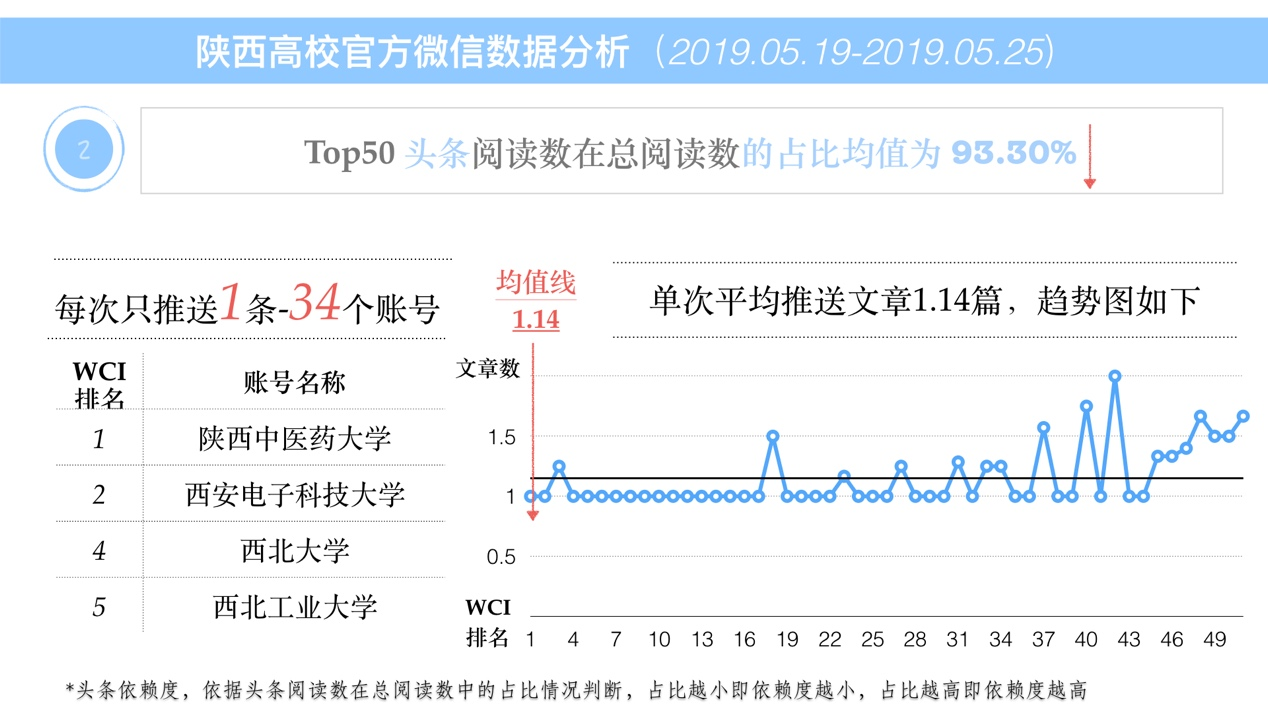 陕西高校官方微信数据分析（2019.05.19-2019.05.25）
2
Top50 头条阅读数在总阅读数的占比均值为 93.30%
每次只推送1条-34个账号
均值线
1.14
单次平均推送文章1.14篇，趋势图如下
WCI
排名
账号名称
1 陕西中医药大学
2 西安电子科技大学
4 西北大学
5 西北工业大学
文章数
1.5
1
0.5
WCI
排名 1 4 7 10 13 16 19 22 25 28 31 34 37 40 43 46 49
*头条依赖度，依据头条阅读数在总阅读数中的占比情况判断，占比越小即依赖度越小，占比越高即依赖度越高